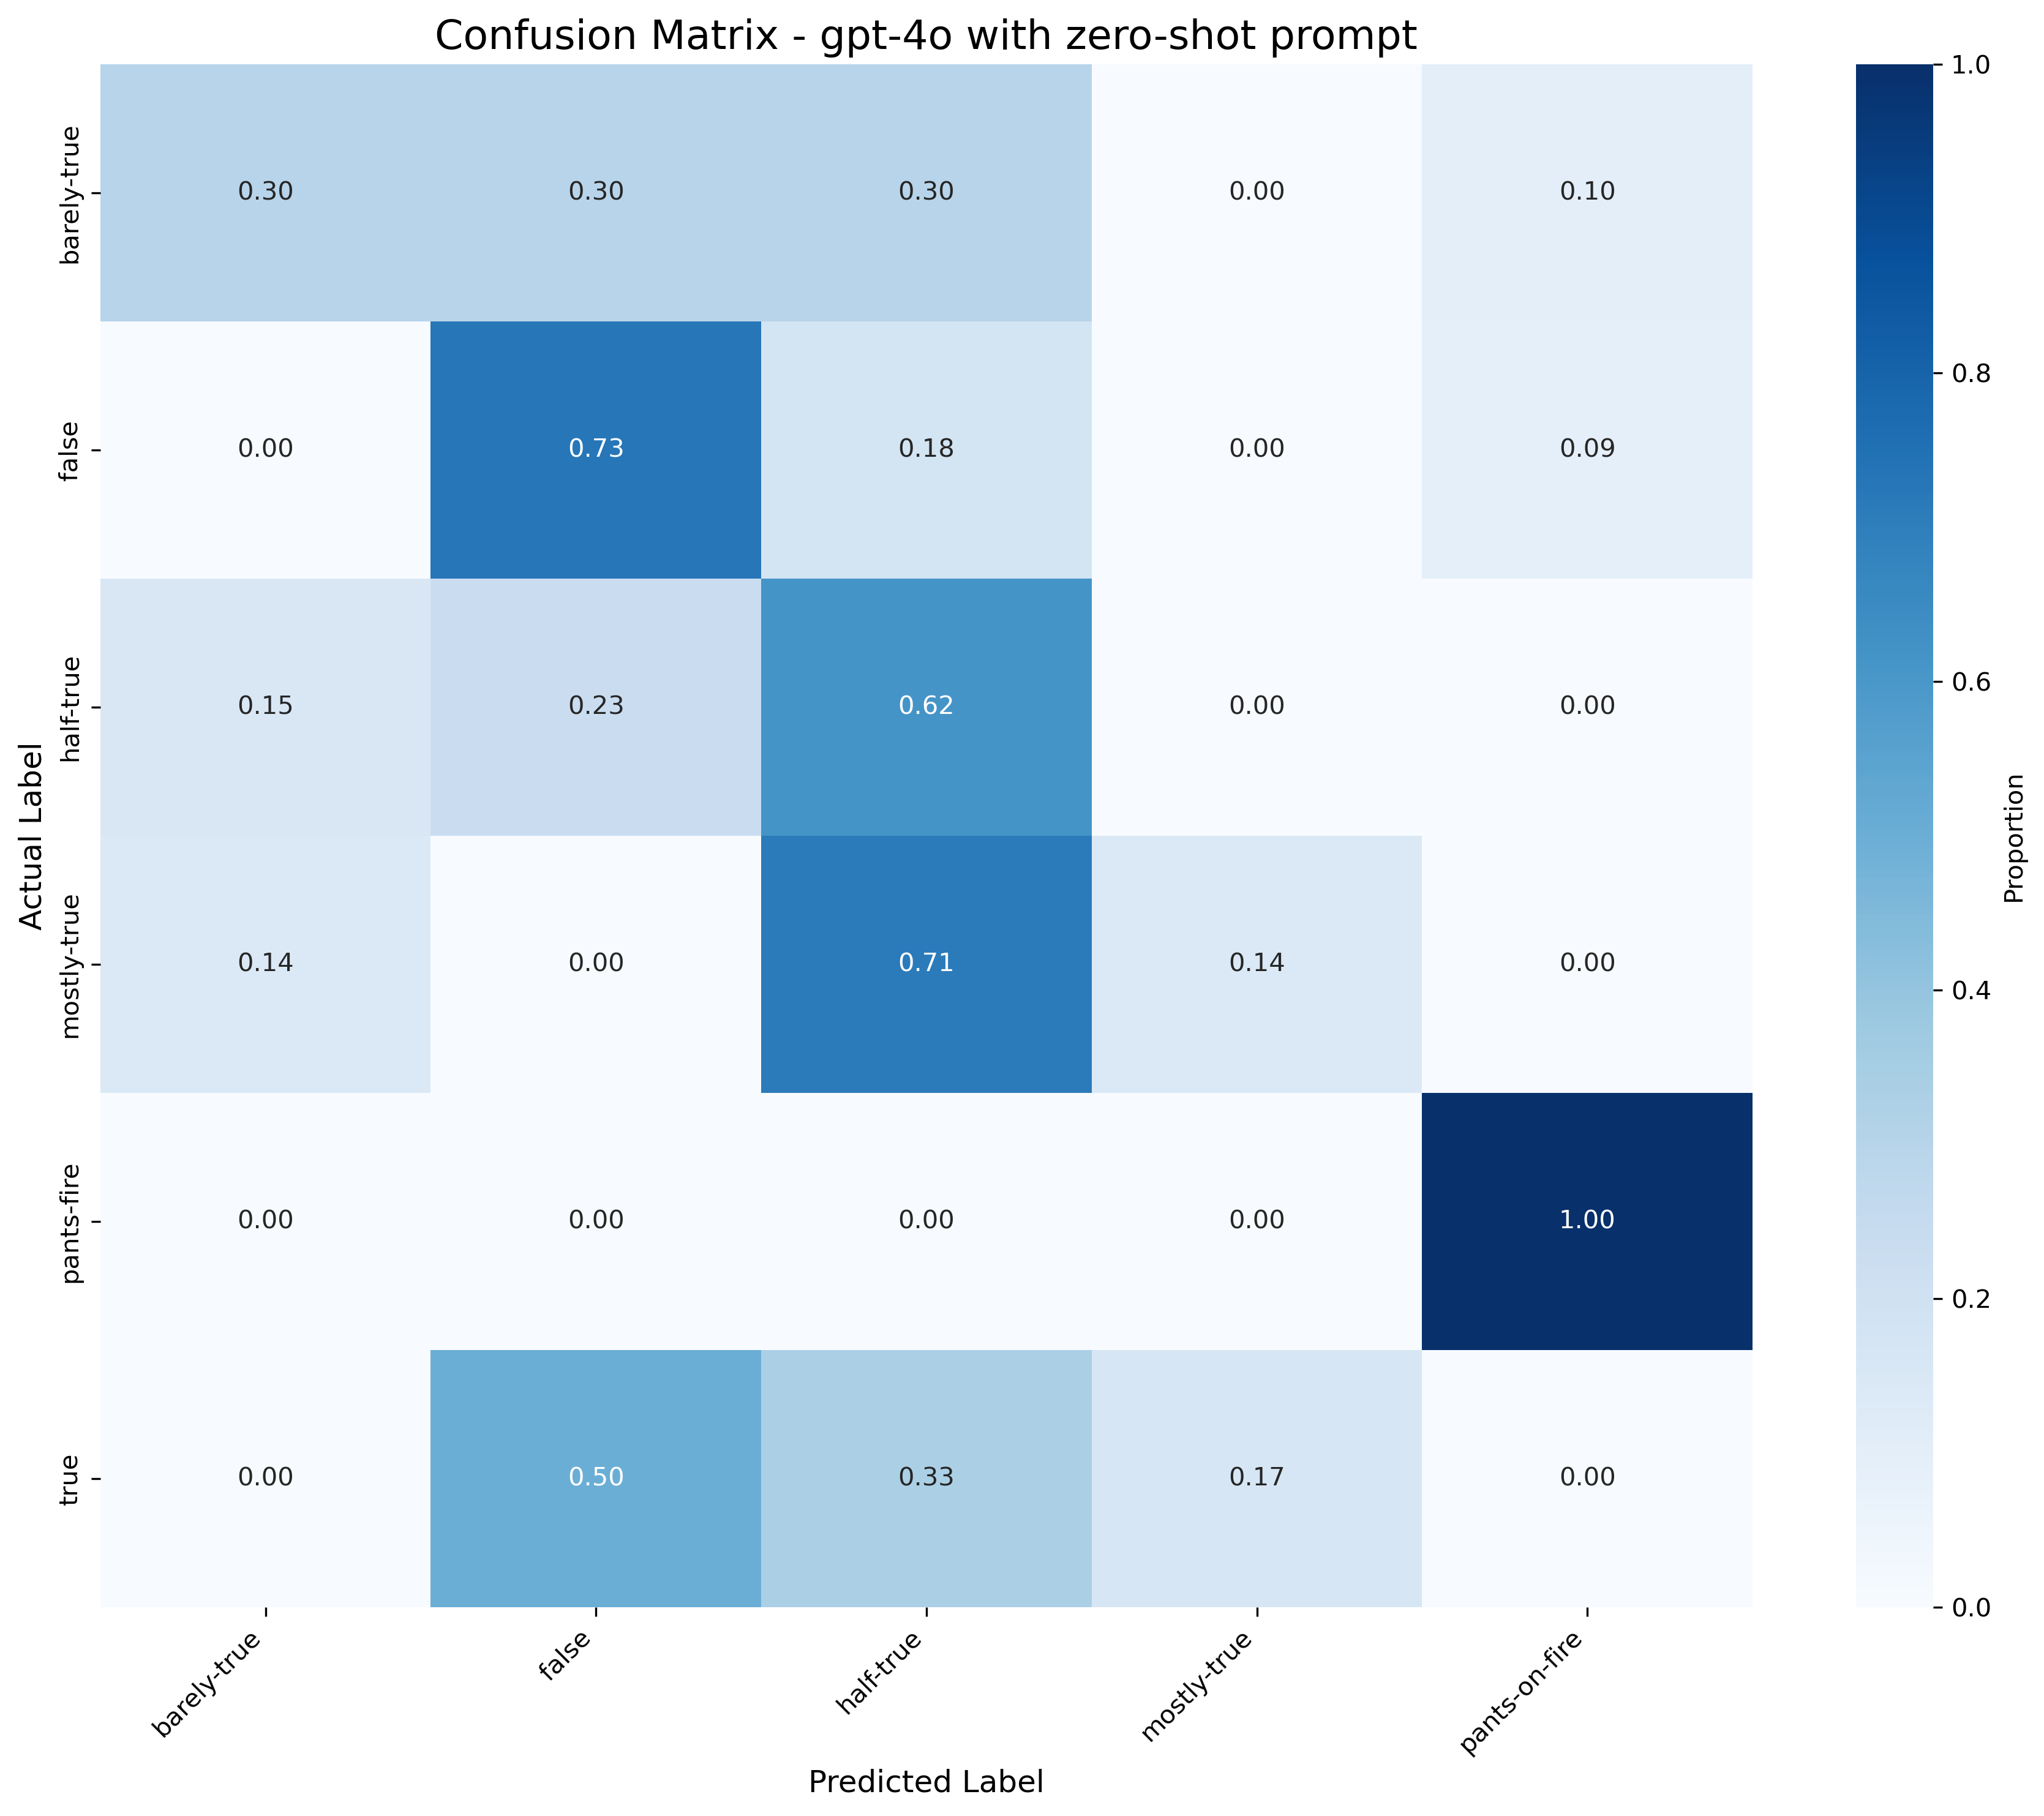 Confusion Matrix - gpt-4o with zero-shot prompt
Actual Label
barely-true
0.30 0.30 0.30 0.00 0.10
false
0.00 0.73 0.18 0.00 0.09
half-true
0.15 0.23 0.62 0.00 0.00
mostly-true
0.14 0.00 0.71 0.14 0.00
pants-fire
0.00 0.00 0.00 0.00 1.00
true
0.00 0.50 0.33 0.17 0.00
barely-true false half-true mostly-true pants-on-fire
Predicted Label
1.0
0.8
0.6
0.4
0.2
0.0
Proportion